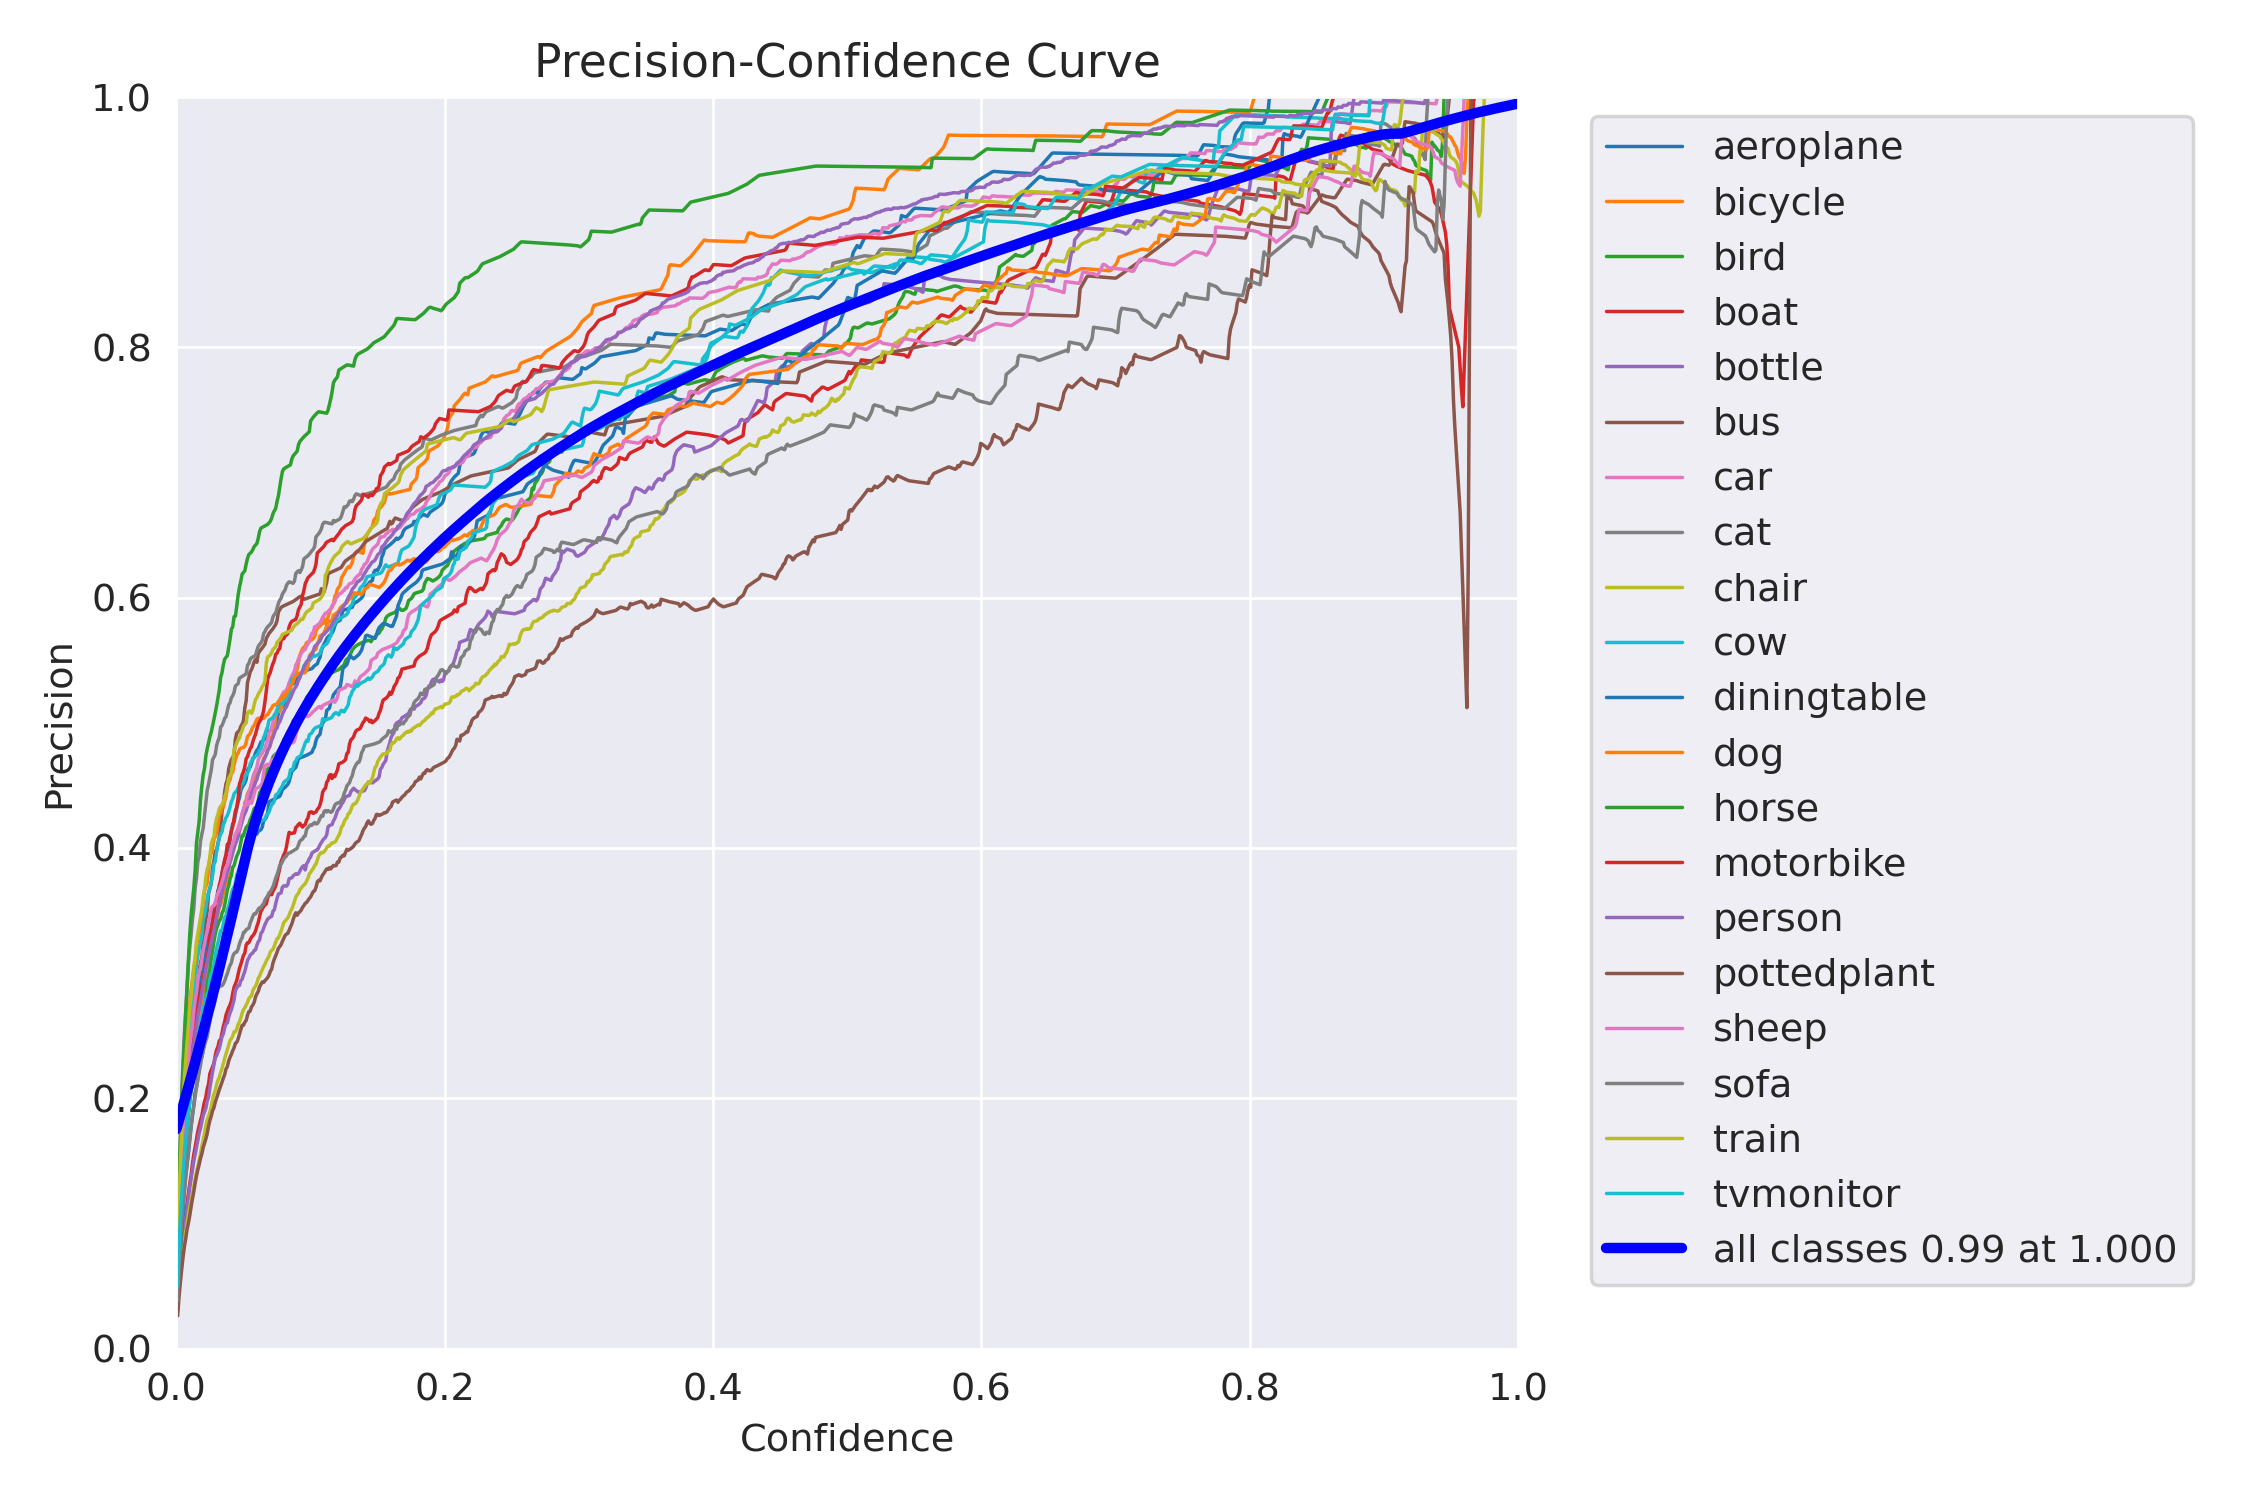 Precision-Confidence Curve
1.0
0.8
0.6
0.4
0.2
0.0
Precision
0.0 0.2 0.4 0.6 0.8 1.0
Confidence
aeroplane
bicycle
bird
boat
bottle
bus
car
cat
chair
cow
diningtable
dog
horse
motorbike
person
pottedplant
sheep
sofa
train
tvmonitor
all classes 0.99 at 1.000